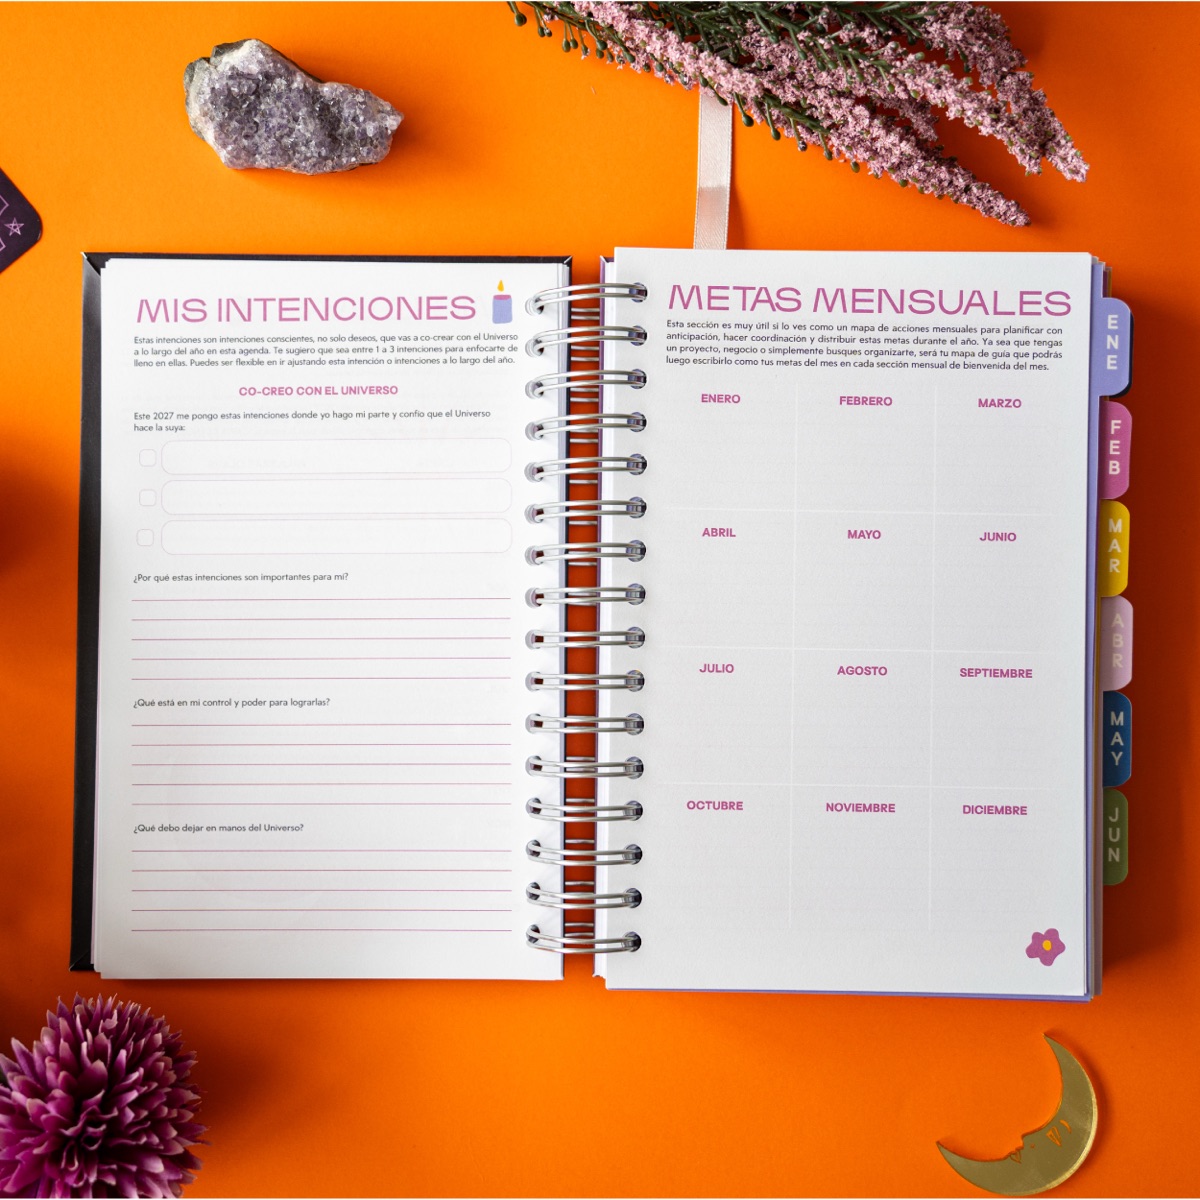 MIS INTENCIONES
Estas intenciones son intenciones conscientes, no solo deseos, que vas a co-crear con el Universo
a lo largo del año en esta agenda. Te sugiero que sea entre 1 a 3 intenciones para enfocarte de
lleno en ellas. Puedes ser flexible en ir ajustando esta intención o intenciones a lo largo del año.
CO-CREO CON EL UNIVERSO
Este 2027 me pongo estas intenciones donde yo hago mi parte y confío que el Universo
hace la suya:
¿Por qué estas intenciones son importantes para mí?
¿Qué está en mi control y poder para lograrlas?
¿Qué debo dejar en manos del Universo?
METAS MENSUALES
Esta sección es muy útil si lo ves como un mapa de acciones mensuales para planificar con
anticipación, hacer coordinación y distribuir estas metas durante el año. Ya sea que tengas
un proyecto, negocio o simplemente busques organizarte, será tu mapa de guía que podrás
luego escribirlo como tus metas del mes en cada sección mensual de bienvenida del mes.
ENERO FEBRERO MARZO
ABRIL MAYO JUNIO
JULIO AGOSTO SEPTIEMBRE
OCTUBRE NOVIEMBRE DICIEMBRE
ENE
FEB
MAR
ABR
MAY
JUN